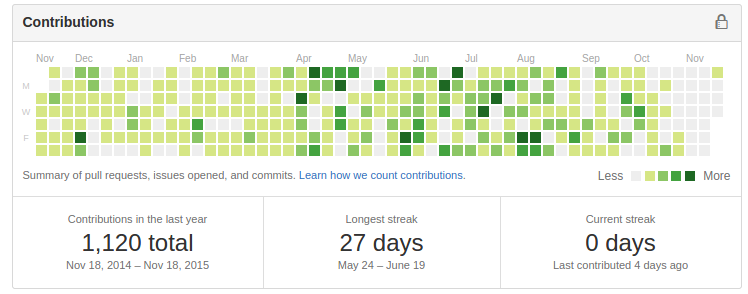 Contributions
Nov Dec Jan Feb Mar Apr May Jun Jul Aug Sep Oct Nov
M
W
F
Summary of pull requests, issues opened, and commits. Learn how we count contributions.
Less More
Contributions in the last year
1,120 total
Nov 18, 2014 – Nov 18, 2015
Longest streak
27 days
May 24 – June 19
Current streak
0 days
Last contributed 4 days ago